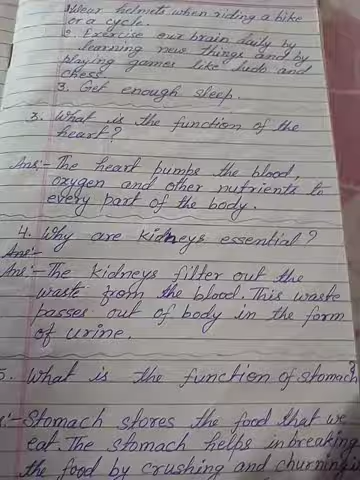 Wear helmets when riding a bike
or a cycle.
2. Exercise our brain daily by
learning new things and by
playing games like ludo and
chess.
3. Get enough sleep.
3. What is the function of the
heart?
Ans:- The heart pumps the blood,
oxygen and other nutrients to
every part of the body.
4. Why are kidneys essential?
Ans:-
Ans:- The kidneys filter out the
waste from the blood. This waste
passes out of body in the form
of urine.
5. What is the function of stomach?
:- Stomach stores the food that we
eat. The stomach helps in breaking
the food by crushing and churning